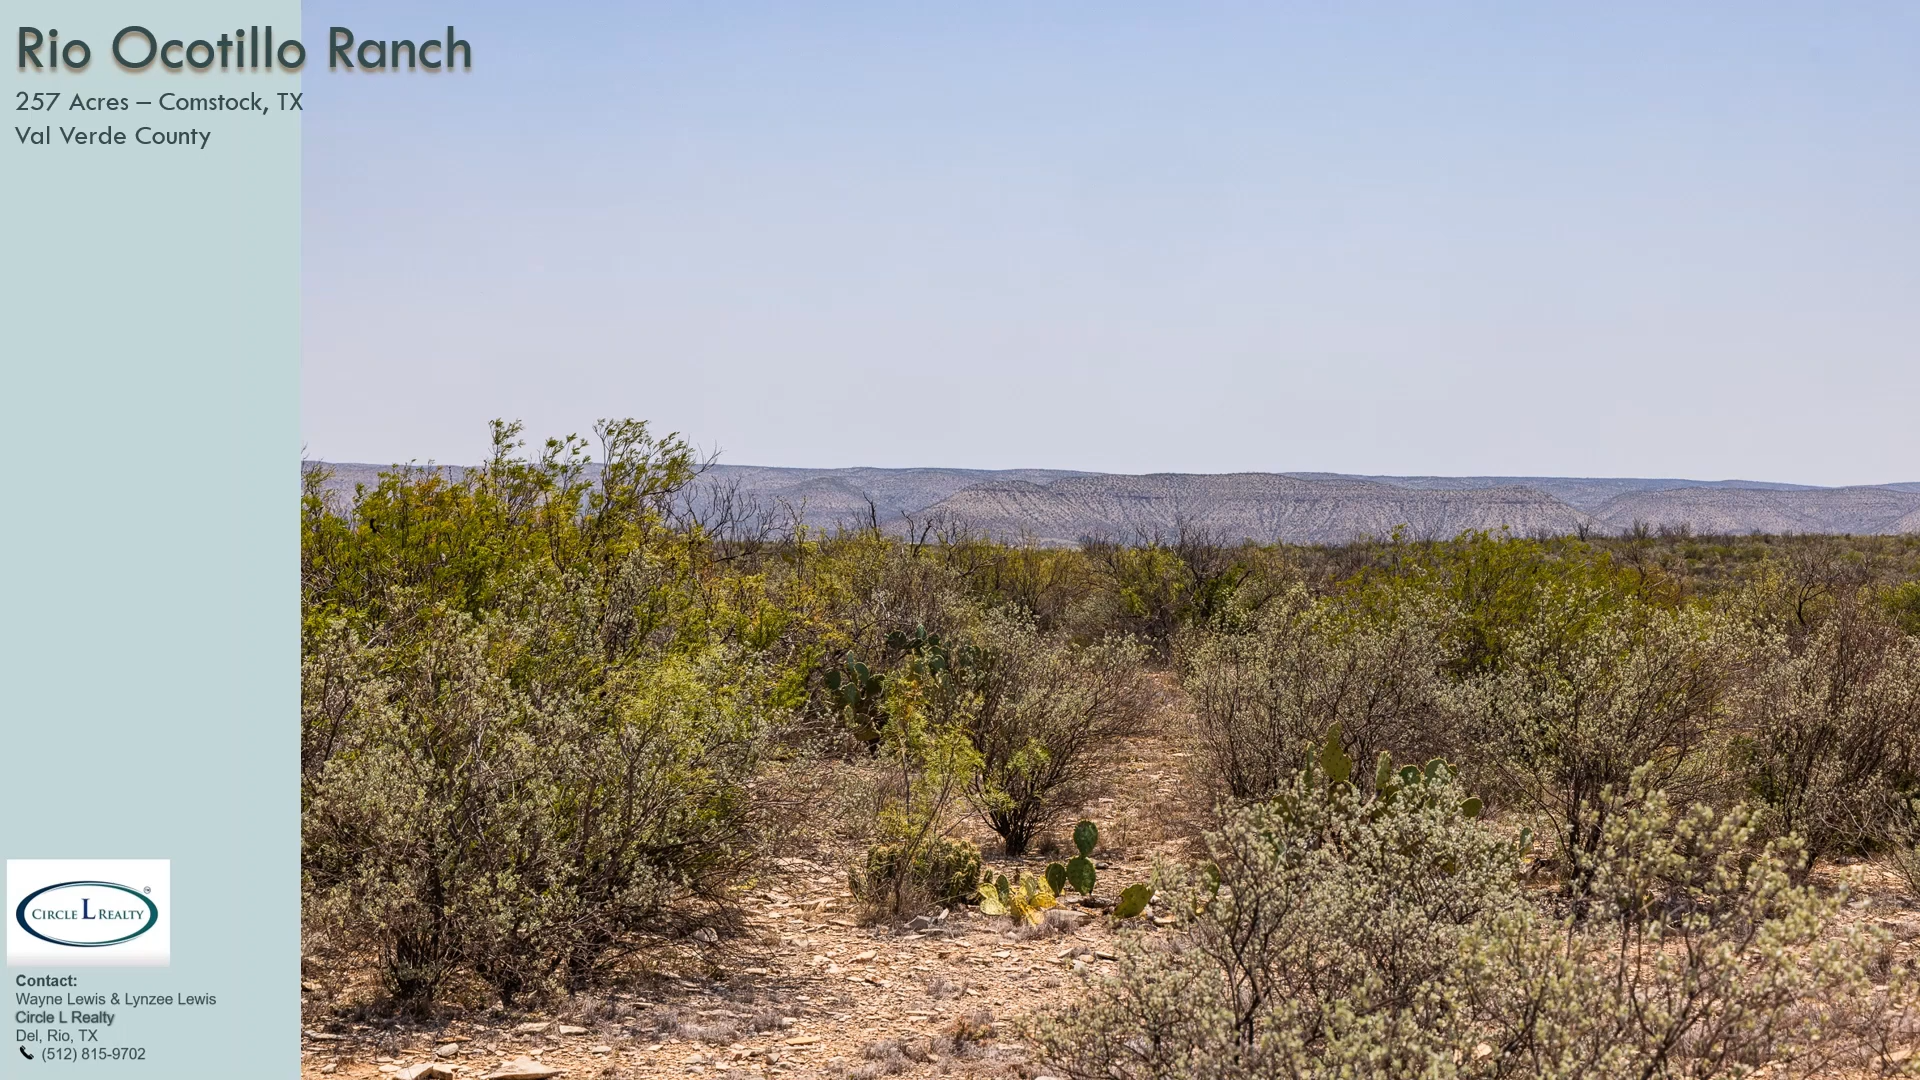 Rio Ocotillo Ranch
257 Acres – Comstock, TX
Val Verde County
CIRCLE L REALTY
Contact:
Wayne Lewis & Lynzee Lewis
Circle L Realty
Del, Rio, TX
(512) 815-9702